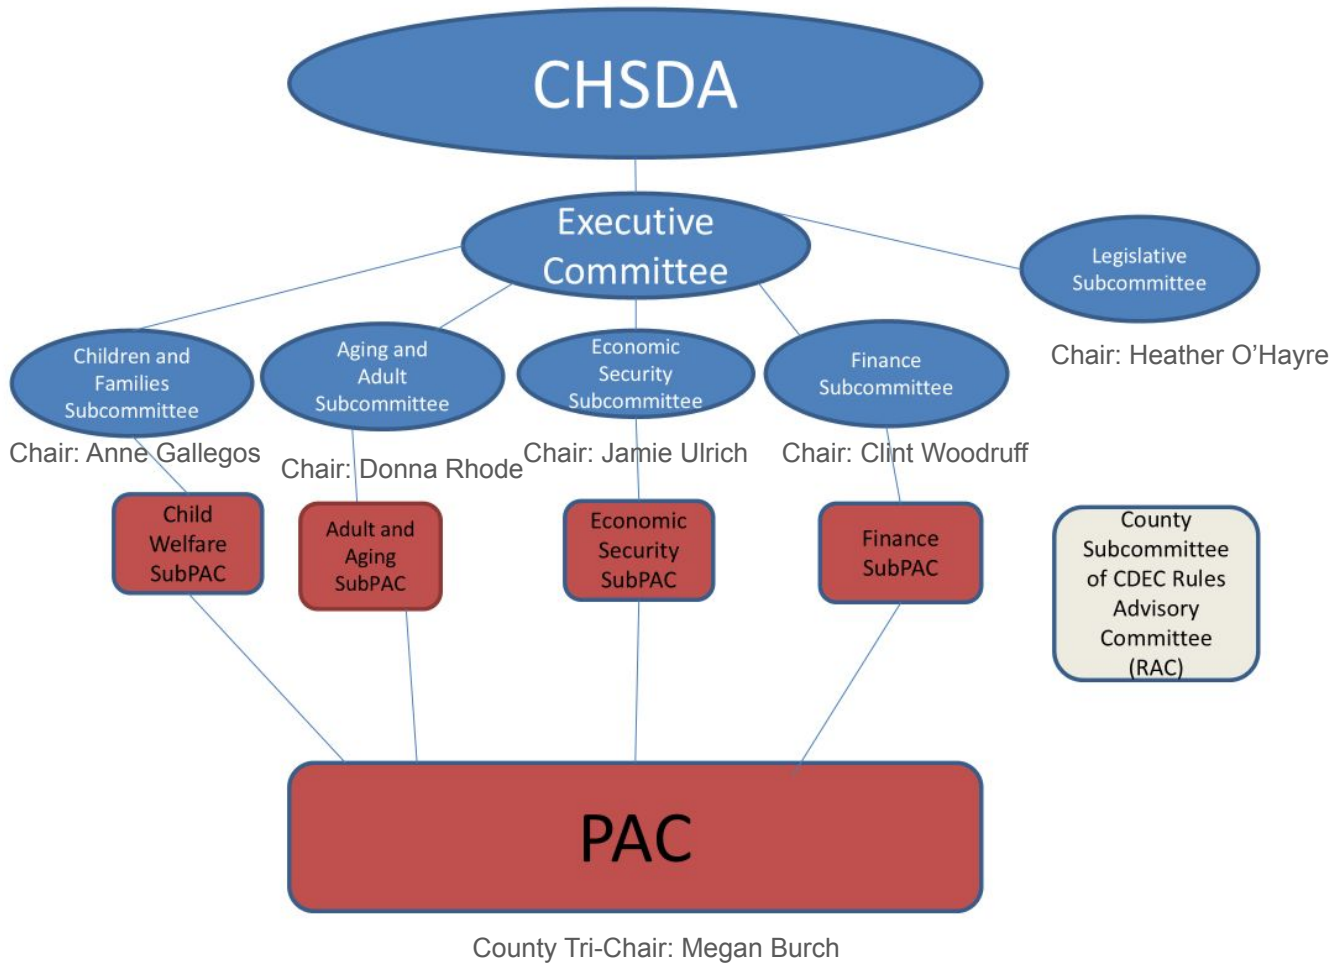 CHSDA
Executive
Committee
Legislative
Subcommittee
Chair: Heather O’Hayre
Children and
Families
Subcommittee
Chair: Anne Gallegos
Aging and
Adult
Subcommittee
Chair: Donna Rhode
Economic
Security
Subcommittee
Chair: Jamie Ulrich
Finance
Subcommittee
Chair: Clint Woodruff
Child
Welfare
SubPAC
Adult and
Aging
SubPAC
Economic
Security
SubPAC
Finance
SubPAC
County
Subcommittee
of CDEC Rules
Advisory
Committee
(RAC)
PAC
County Tri-Chair: Megan Burch